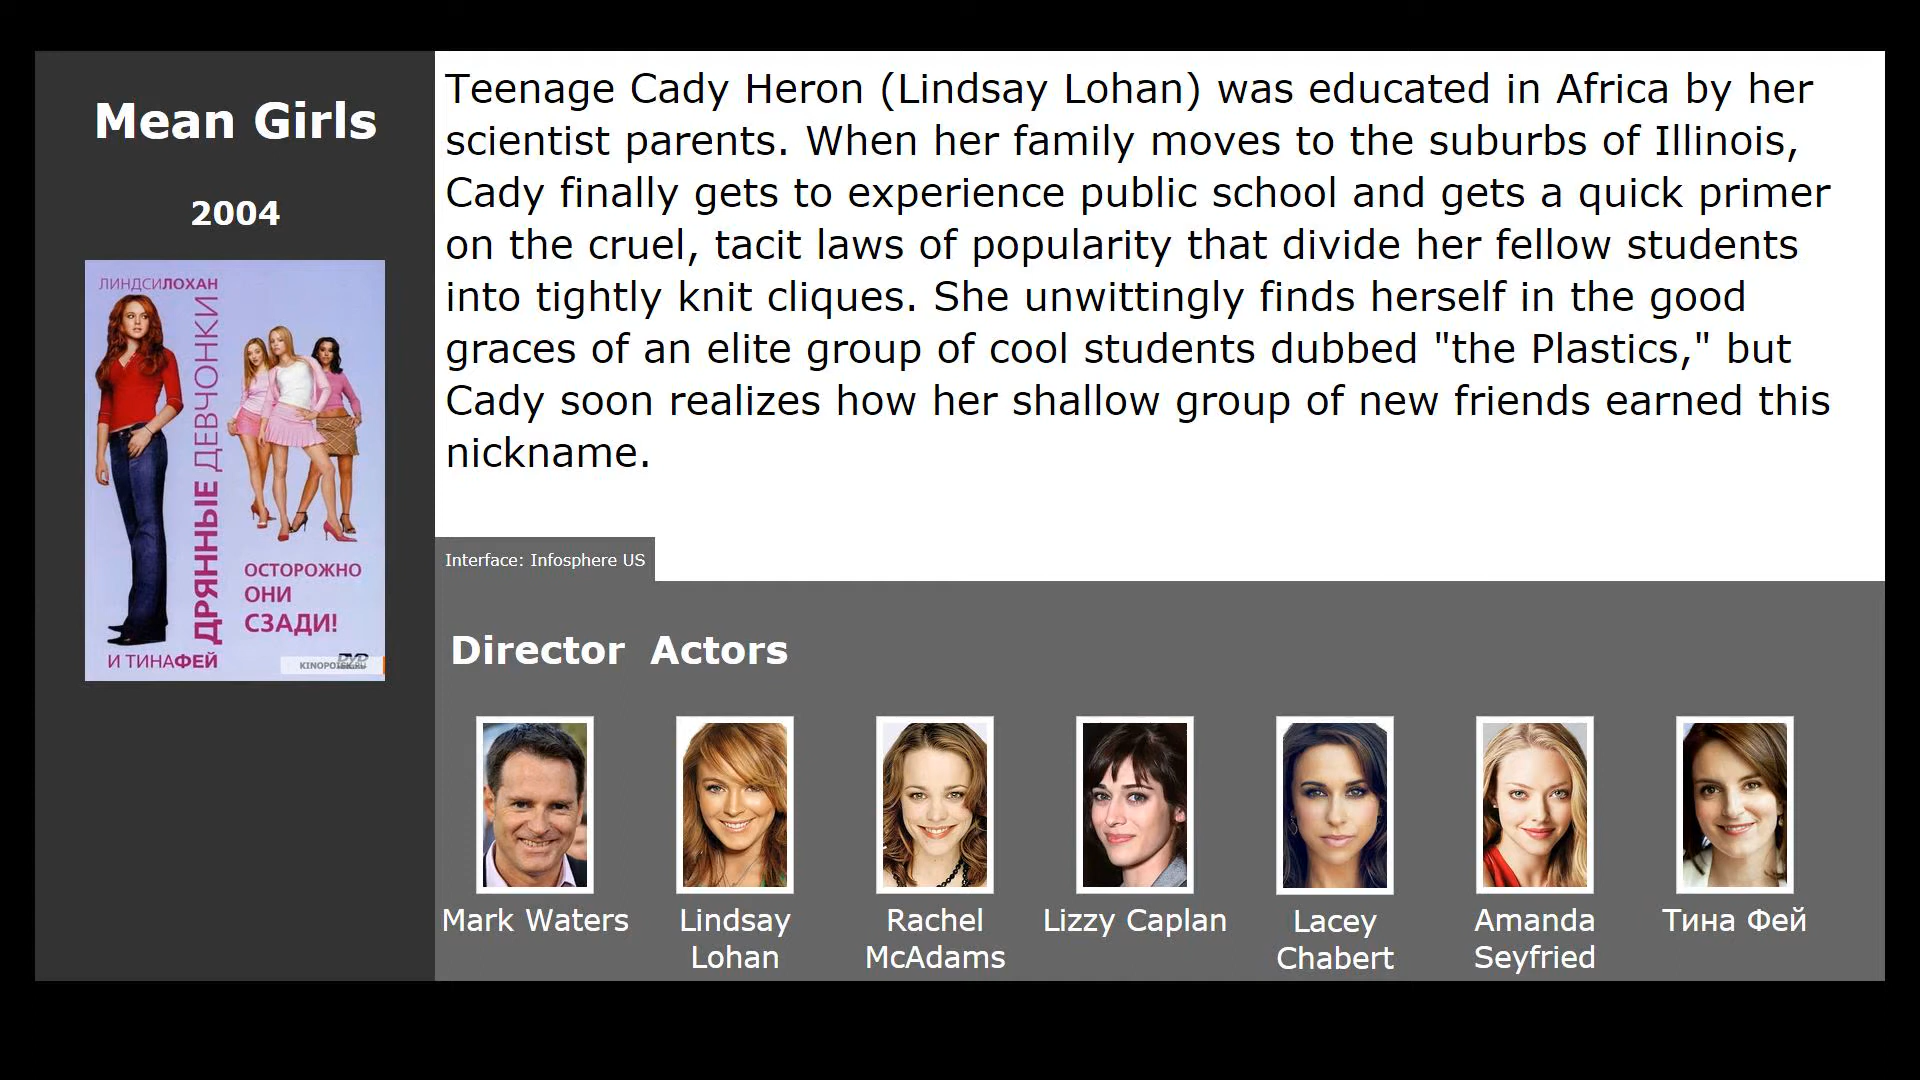 Mean Girls
2004
ЛИНДСИЛОХАН
ДРЯННЫЕ ДЕВЧОНКИ
ОСТОРОЖНО
ОНИ
СЗАДИ!
И ТИНАФЕЙ
DVD
KINOPOISK.RU
Teenage Cady Heron (Lindsay Lohan) was educated in Africa by her
scientist parents. When her family moves to the suburbs of Illinois,
Cady finally gets to experience public school and gets a quick primer
on the cruel, tacit laws of popularity that divide her fellow students
into tightly knit cliques. She unwittingly finds herself in the good
graces of an elite group of cool students dubbed "the Plastics," but
Cady soon realizes how her shallow group of new friends earned this
nickname.
Interface: Infosphere US
Director Actors
Mark Waters
Lindsay
Lohan
Rachel
McAdams
Lizzy Caplan
Lacey
Chabert
Amanda
Seyfried
Тина Фей